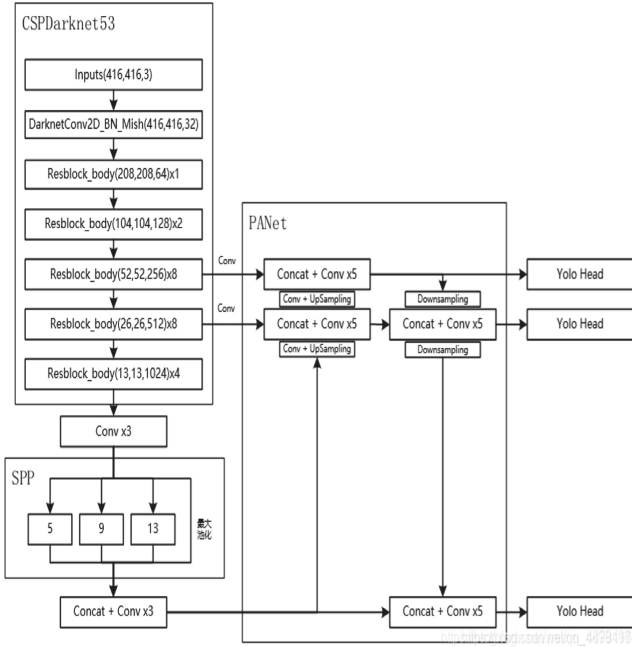 CSPDarknet53
Inputs(416,416,3)
DarknetConv2D_BN_Mish(416,416,32)
Resblock_body(208,208,64)x1
Resblock_body(104,104,128)x2
Resblock_body(52,52,256)x8
Resblock_body(26,26,512)x8
Resblock_body(13,13,1024)x4
Conv x3
SPP
5
9
13
最大
池化
Concat + Conv x3
Conv
Conv
PANet
Concat + Conv x5
Conv + UpSampling
Downsampling
Concat + Conv x5
Concat + Conv x5
Conv + UpSampling
Downsampling
Concat + Conv x5
Yolo Head
Yolo Head
Yolo Head